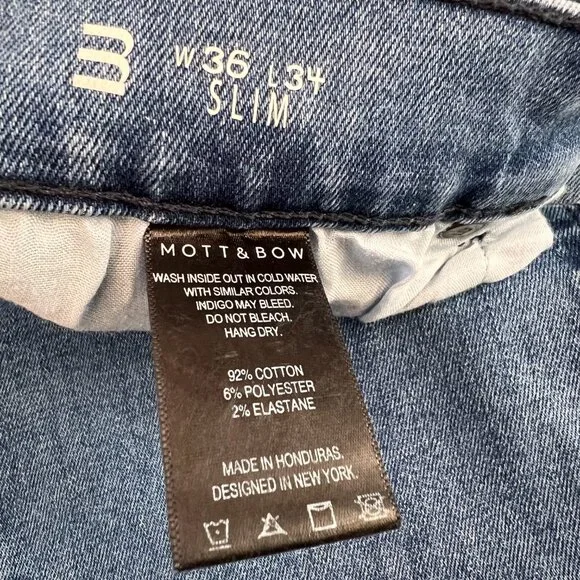 W36 L34
SLIM
MOTT & BOW
WASH INSIDE OUT IN COLD WATER
WITH SIMILAR COLORS.
INDIGO MAY BLEED.
DO NOT BLEACH.
HANG DRY.
92% COTTON
6% POLYESTER
2% ELASTANE
MADE IN HONDURAS.
DESIGNED IN NEW YORK.